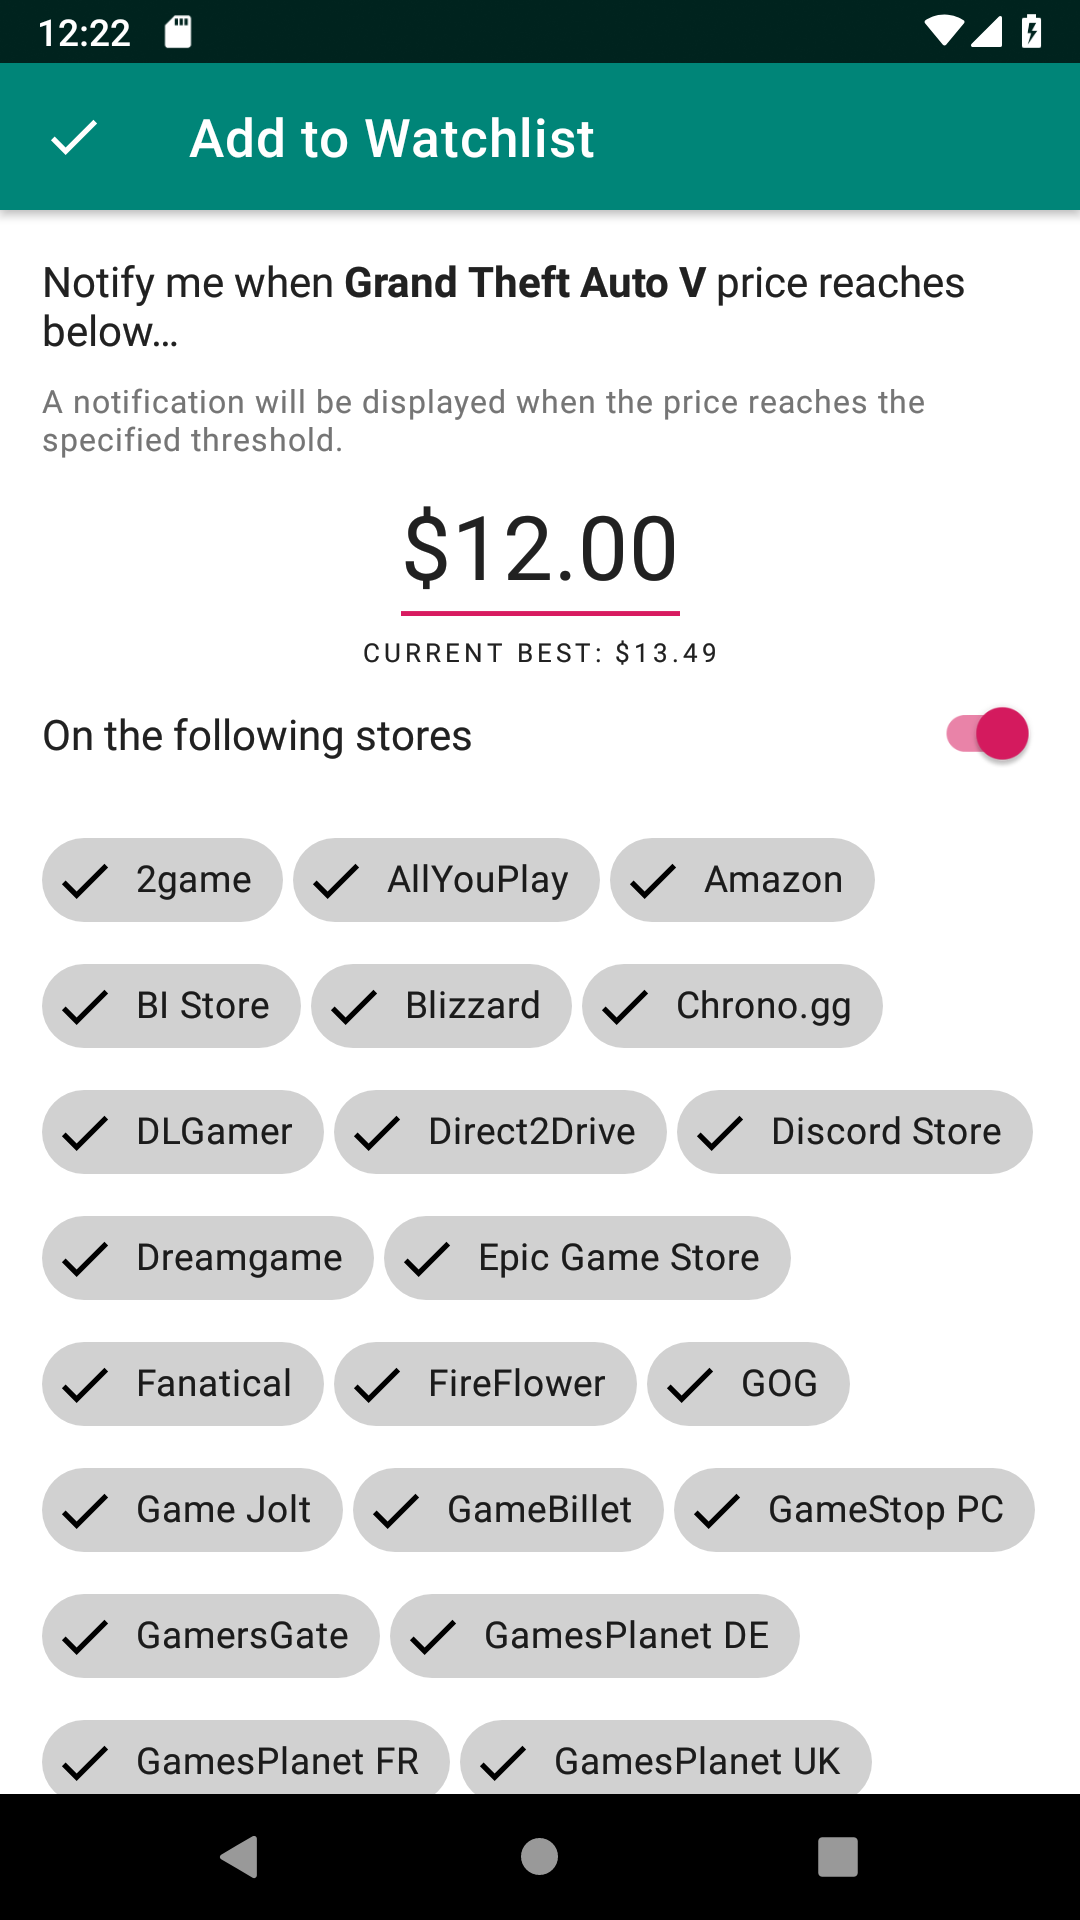 12:22
Add to Watchlist
Notify me when Grand Theft Auto V price reaches
below...
A notification will be displayed when the price reaches the
specified threshold.
$12.00
CURRENT BEST: $13.49
On the following stores
2game AllYouPlay Amazon
BI Store Blizzard Chrono.gg
DLGamer Direct2Drive Discord Store
Dreamgame Epic Game Store
Fanatical FireFlower GOG
Game Jolt GameBillet GameStop PC
GamersGate GamesPlanet DE
GamesPlanet FR GamesPlanet UK